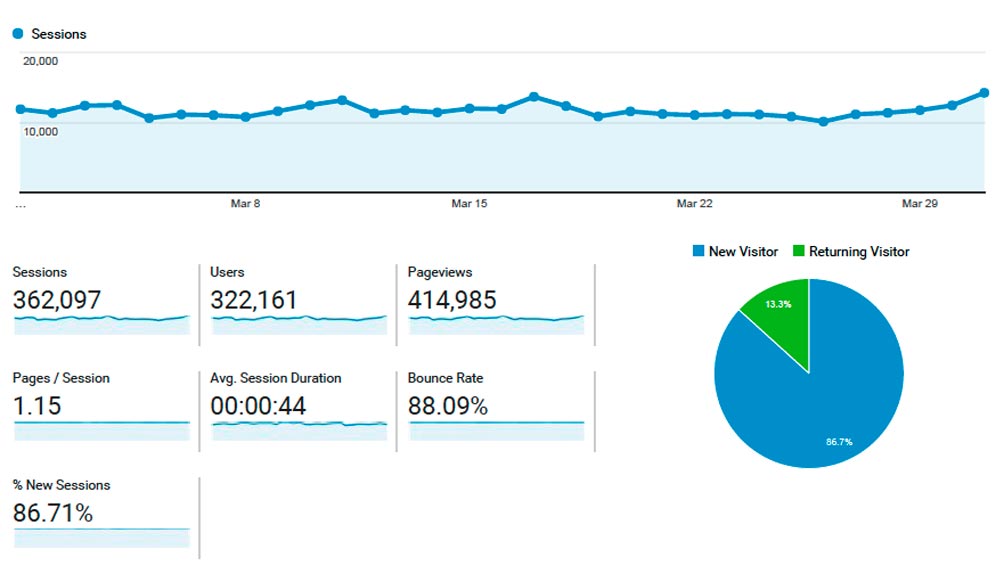 Sessions
20,000
10,000
...
Mar 8
Mar 15
Mar 22
Mar 29
New Visitor
Returning Visitor
Sessions
362,097
Users
322,161
Pageviews
414,985
13.3%
86.7%
Pages / Session
1.15
Avg. Session Duration
00:00:44
Bounce Rate
88.09%
% New Sessions
86.71%